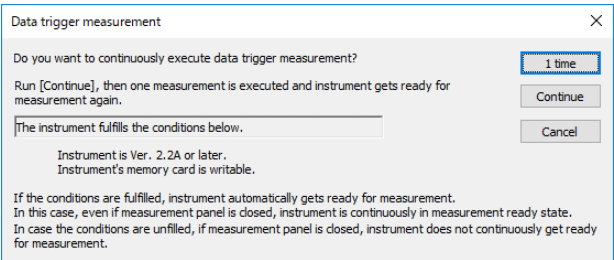 Data trigger measurement
Do you want to continuously execute data trigger measurement?
1 time
Run [Continue], then one measurement is executed and instrument gets ready for
measurement again.
Continue
The instrument fulfills the conditions below.
Cancel
Instrument is Ver. 2.2A or later.
Instrument's memory card is writable.
If the conditions are fulfilled, instrument automatically gets ready for measurement.
In this case, even if measurement panel is closed, instrument is continuously in measurement ready state.
In case the conditions are unfilled, if measurement panel is closed, instrument does not continuously get ready
for measurement.